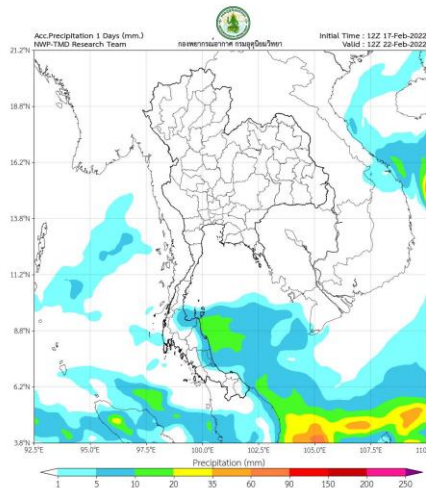 Acc.Precipitation 1 Days (mm.)
NWP-TMD Research Team
กองพยากรณ์อากาศ กรมอุตุนิยมวิทยา
Initial Time : 12Z 17-Feb-2022
Valid : 12Z 22-Feb-2022
21.2°N
18.8°N
16.2°N
13.8°N
11.2°N
8.8°N
6.2°N
3.8°N
92.5°E 95.0°E 97.5°E 100.0°E 102.5°E 105.0°E 107.5°E 110
Precipitation (mm)
1 5 10 20 35 60 90 150 200 250